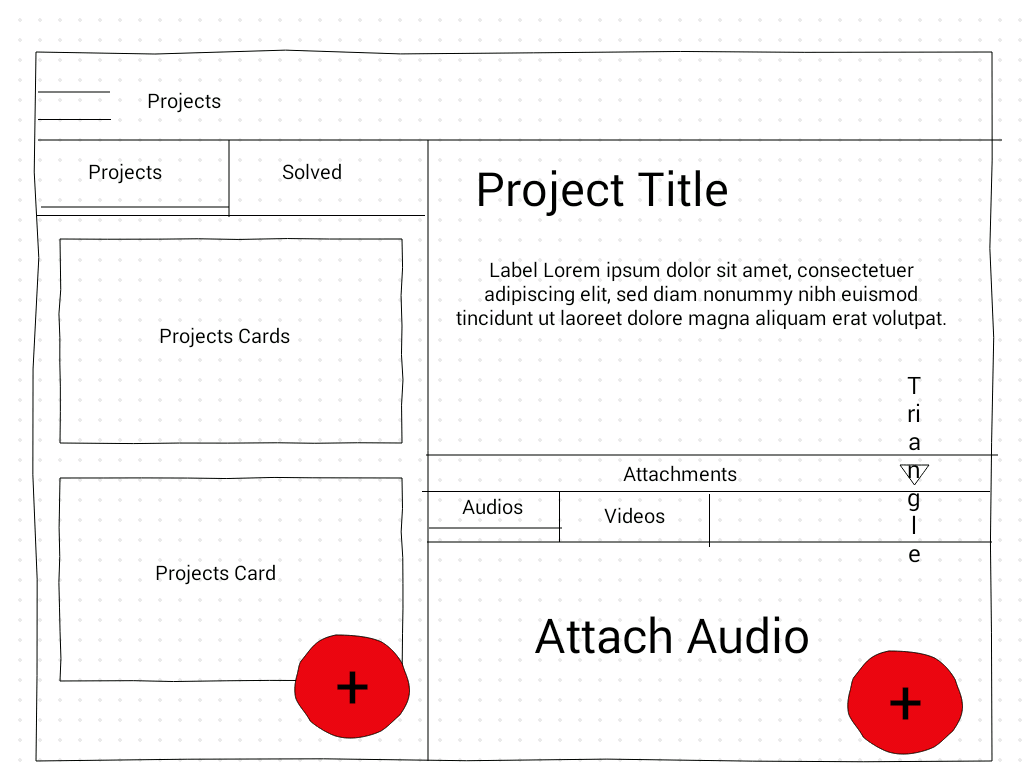 Projects
Projects
Solved
Project Title
Label Lorem ipsum dolor sit amet, consectetuer
adipiscing elit, sed diam nonummy nibh euismod
tincidunt ut laoreet dolore magna aliquam erat volutpat.
Projects Cards
Triangle
Attachments
Audios
Videos
Projects Card
Attach Audio
+
+